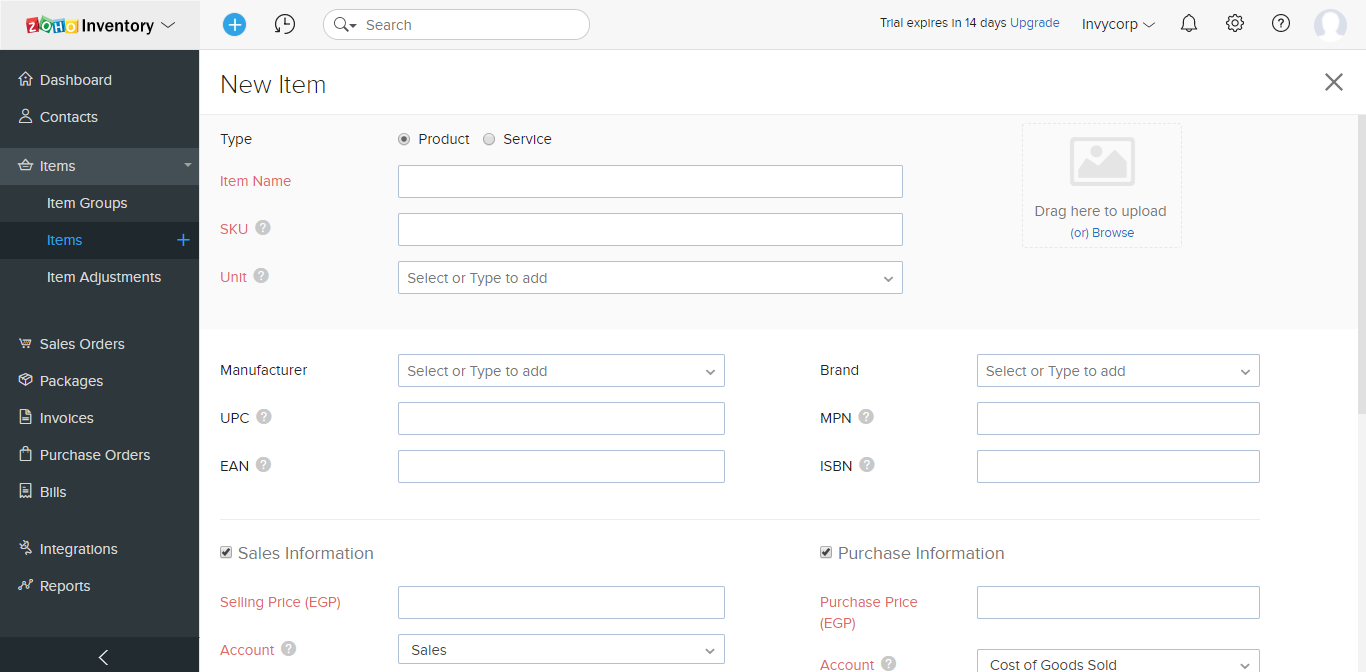 ZOHO Inventory
Search
Trial expires in 14 days Upgrade
Invycorp
Dashboard
Contacts
Items
Item Groups
Items
Item Adjustments
Sales Orders
Packages
Invoices
Purchase Orders
Bills
Integrations
Reports
New Item
Type
Product
Service
Item Name
SKU ?
Unit ?
Select or Type to add
Drag here to upload
(or) Browse
Manufacturer
Select or Type to add
Brand
Select or Type to add
UPC ?
MPN ?
EAN ?
ISBN ?
Sales Information
Purchase Information
Selling Price (EGP)
Purchase Price
(EGP)
Account ?
Sales
Account ?
Cost of Goods Sold